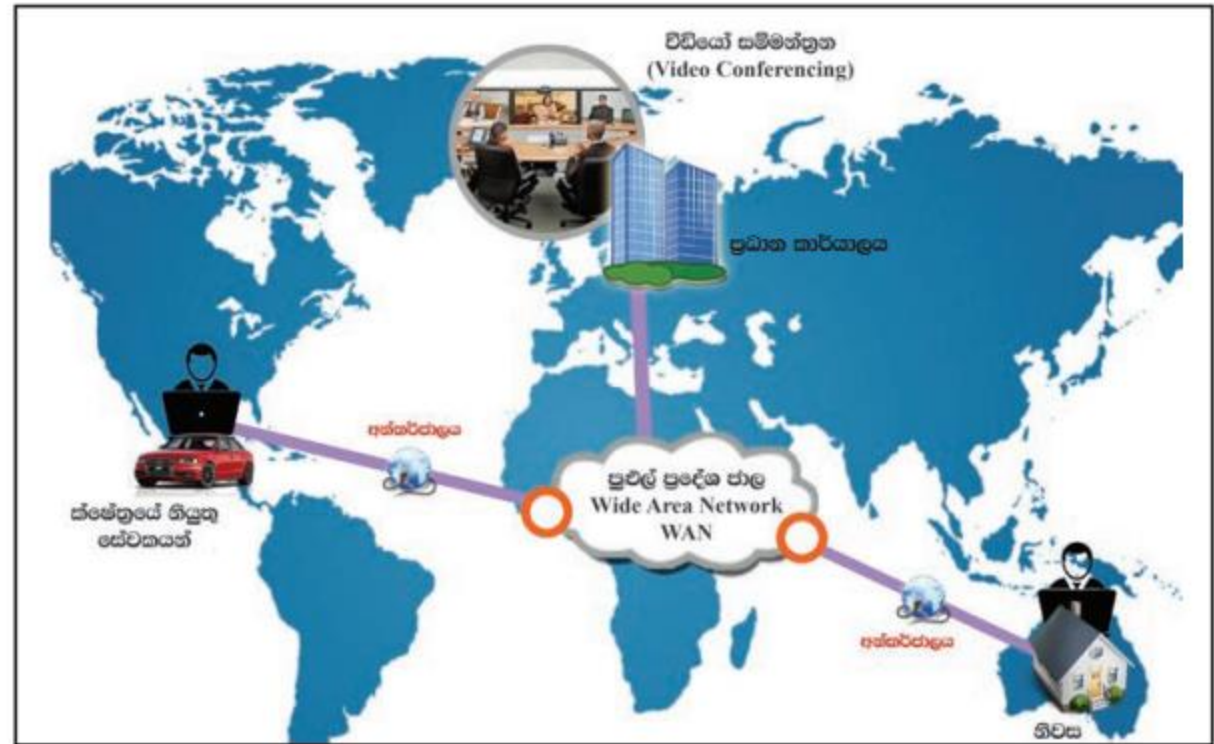 වීඩියෝ සම්මන්ත්‍රන
(Video Conferencing)
ප්‍රධාන කාර්යාලය
අන්තර්ජාලය
පුළුල් ප්‍රදේශ ජාල
Wide Area Network
WAN
ක්ෂේත්‍රයේ නියුතු
සේවකයන්
අන්තර්ජාලය
නිවස